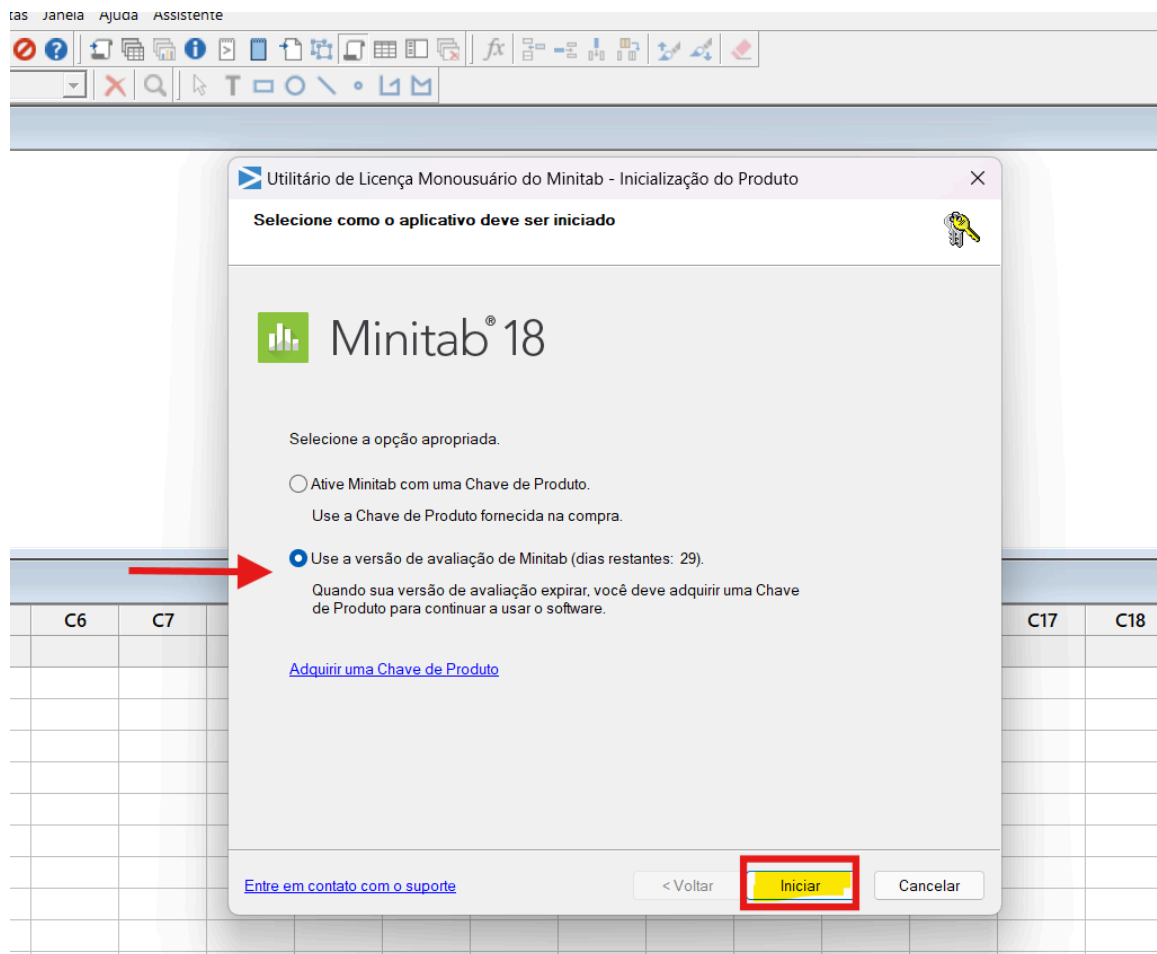 tas Janela Ajuda Assistente
fx
T
Utilitário de Licença Monousuário do Minitab - Inicialização do Produto
Selecione como o aplicativo deve ser iniciado
Minitab® 18
Selecione a opção apropriada.
Ative Minitab com uma Chave de Produto.
Use a Chave de Produto fornecida na compra.
Use a versão de avaliação de Minitab (dias restantes: 29).
Quando sua versão de avaliação expirar, você deve adquirir uma Chave
de Produto para continuar a usar o software.
C6 C7 C17 C18
Adquirir uma Chave de Produto
Entre em contato com o suporte < Voltar Iniciar Cancelar